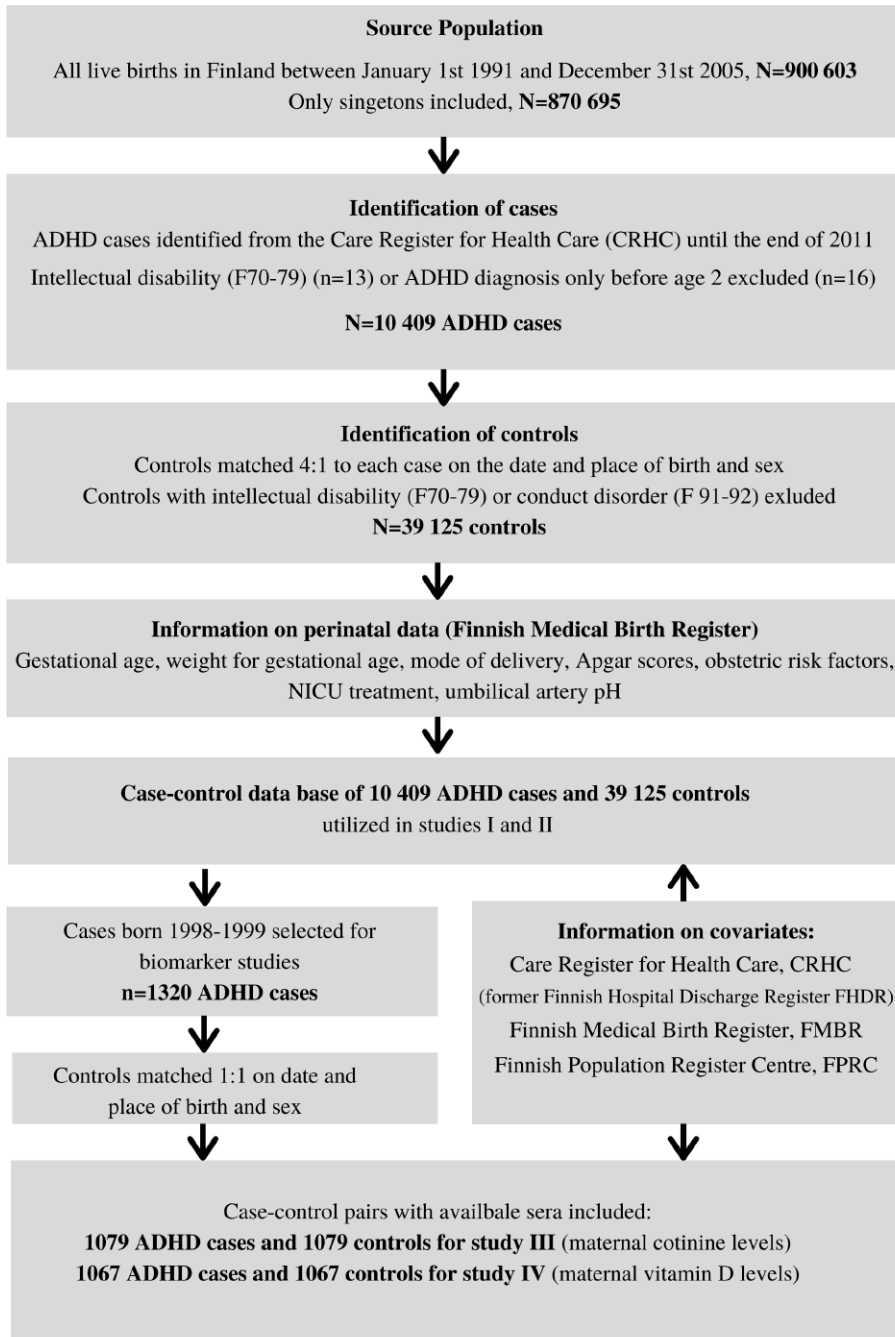 Source Population
All live births in Finland between January 1st 1991 and December 31st 2005, N=900 603
Only singetons included, N=870 695
Identification of cases
ADHD cases identified from the Care Register for Health Care (CRHC) until the end of 2011
Intellectual disability (F70-79) (n=13) or ADHD diagnosis only before age 2 excluded (n=16)
N=10 409 ADHD cases
Identification of controls
Controls matched 4:1 to each case on the date and place of birth and sex
Controls with intellectual disability (F70-79) or conduct disorder (F 91-92) exluded
N=39 125 controls
Information on perinatal data (Finnish Medical Birth Register)
Gestational age, weight for gestational age, mode of delivery, Apgar scores, obstetric risk factors,
NICU treatment, umbilical artery pH
Case-control data base of 10 409 ADHD cases and 39 125 controls
utilized in studies I and II
Cases born 1998-1999 selected for
biomarker studies
n=1320 ADHD cases
Controls matched 1:1 on date and
place of birth and sex
Information on covariates:
Care Register for Health Care, CRHC
(former Finnish Hospital Discharge Register FHDR)
Finnish Medical Birth Register, FMBR
Finnish Population Register Centre, FPRC
Case-control pairs with availbale sera included:
1079 ADHD cases and 1079 controls for study III (maternal cotinine levels)
1067 ADHD cases and 1067 controls for study IV (maternal vitamin D levels)